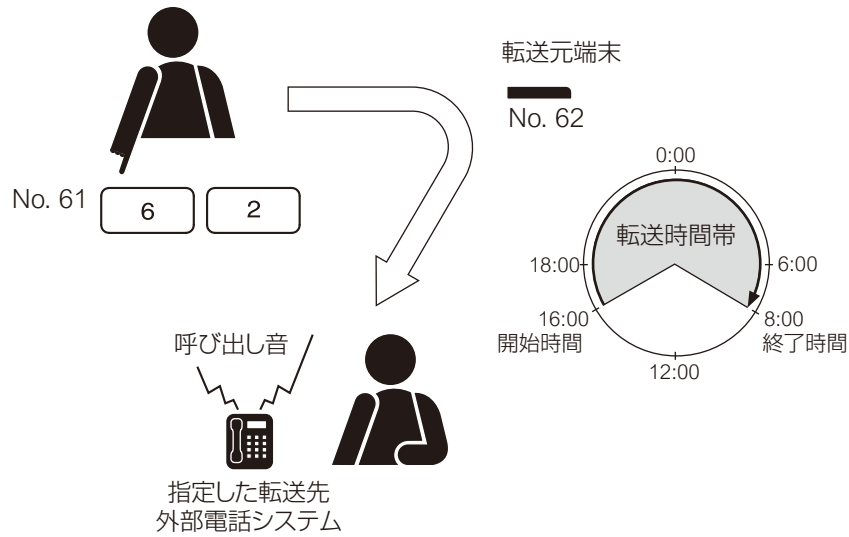 転送元端末
No. 62
No. 61
6
2
0:00
転送時間帯
18:00
6:00
16:00
開始時間
8:00
終了時間
12:00
呼び出し音
指定した転送先
外部電話システム